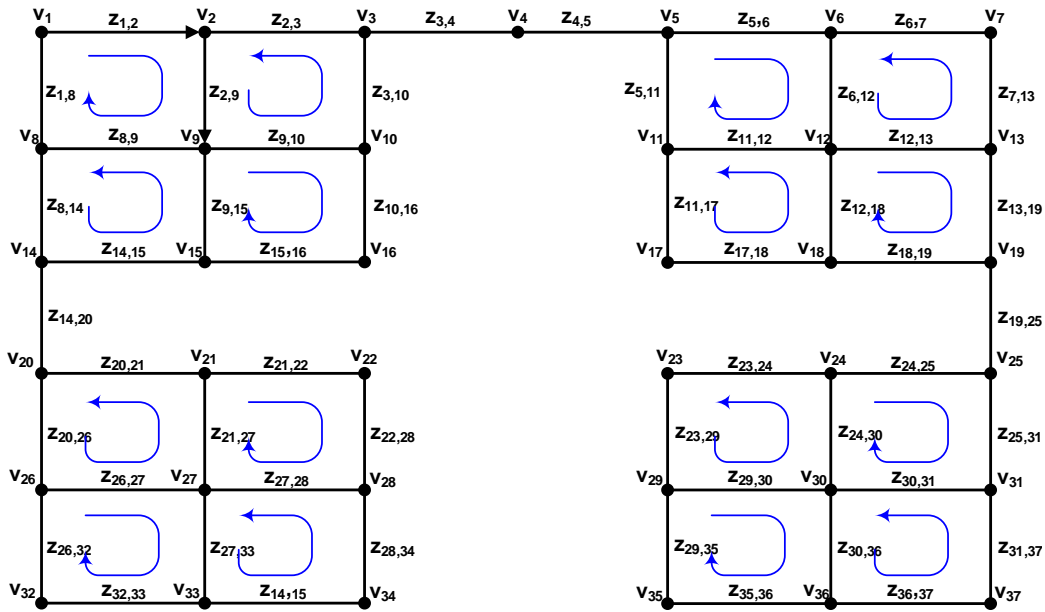 v1 z1,2 v2 z2,3 v3 z3,4 v4 z4,5 v5 z5,6 v6 z6,7 v7
z1,8 z2,9 z3,10 z5,11 z6,12 z7,13
v8 z8,9 v9 z9,10 v10 v11 z11,12 v12 z12,13 v13
z8,14 z9,15 z10,16 z11,17 z12,18 z13,19
v14 z14,15 v15 z15,16 v16 v17 z17,18 v18 z18,19 v19
z14,20 z19,25
v20 z20,21 v21 z21,22 v22 v23 z23,24 v24 z24,25 v25
z20,26 z21,27 z22,28 z23,29 z24,30 z25,31
v26 z26,27 v27 z27,28 v28 v29 z29,30 v30 z30,31 v31
z26,32 z27,33 z28,34 z29,35 z30,36 z31,37
v32 z32,33 v33 z14,15 v34 v35 z35,36 v36 z36,37 v37